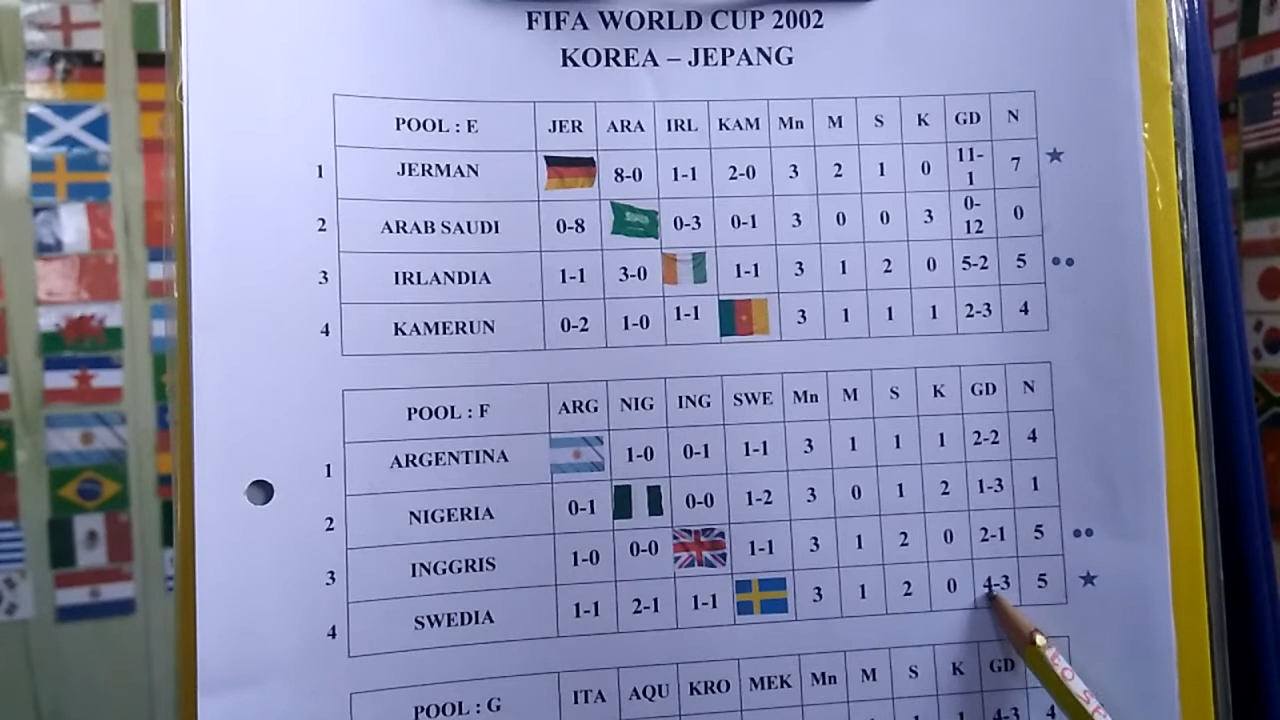 FIFA WORLD CUP 2002
KOREA – JEPANG
POOL : E JER ARA IRL KAM Mn M S K GD N
1 JERMAN 8-0 1-1 2-0 3 2 1 0 11-1 7
2 ARAB SAUDI 0-8 0-3 0-1 3 0 0 3 0-12 0
3 IRLANDIA 1-1 3-0 1-1 3 1 2 0 5-2 5
4 KAMERUN 0-2 1-0 1-1 3 1 1 1 2-3 4
POOL : F ARG NIG ING SWE Mn M S K GD N
1 ARGENTINA 1-0 0-1 1-1 3 1 1 1 2-2 4
2 NIGERIA 0-1 0-0 1-2 3 0 1 2 1-3 1
3 INGGRIS 1-0 0-0 1-1 3 1 2 0 2-1 5
4 SWEDIA 1-1 2-1 1-1 3 1 2 0 4-3 5
POOL : G ITA AQU KRO MEK Mn M S K GD
1 1 4-3 4